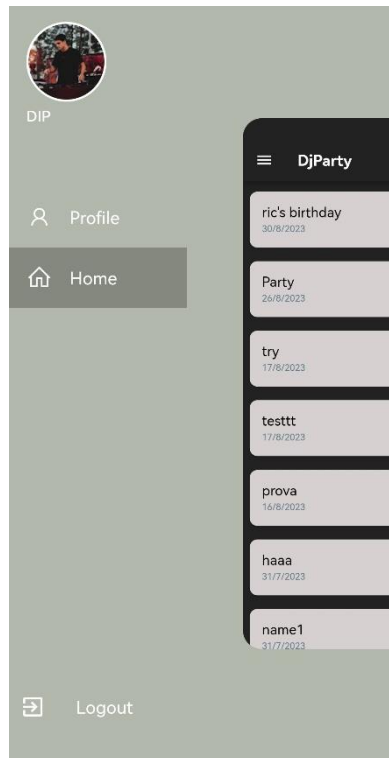 DIP
Profile
Home
Logout
DjParty
ric's birthday
30/8/2023
Party
26/8/2023
try
17/8/2023
testtt
17/8/2023
prova
16/8/2023
haaa
31/7/2023
name1
31/7/2023